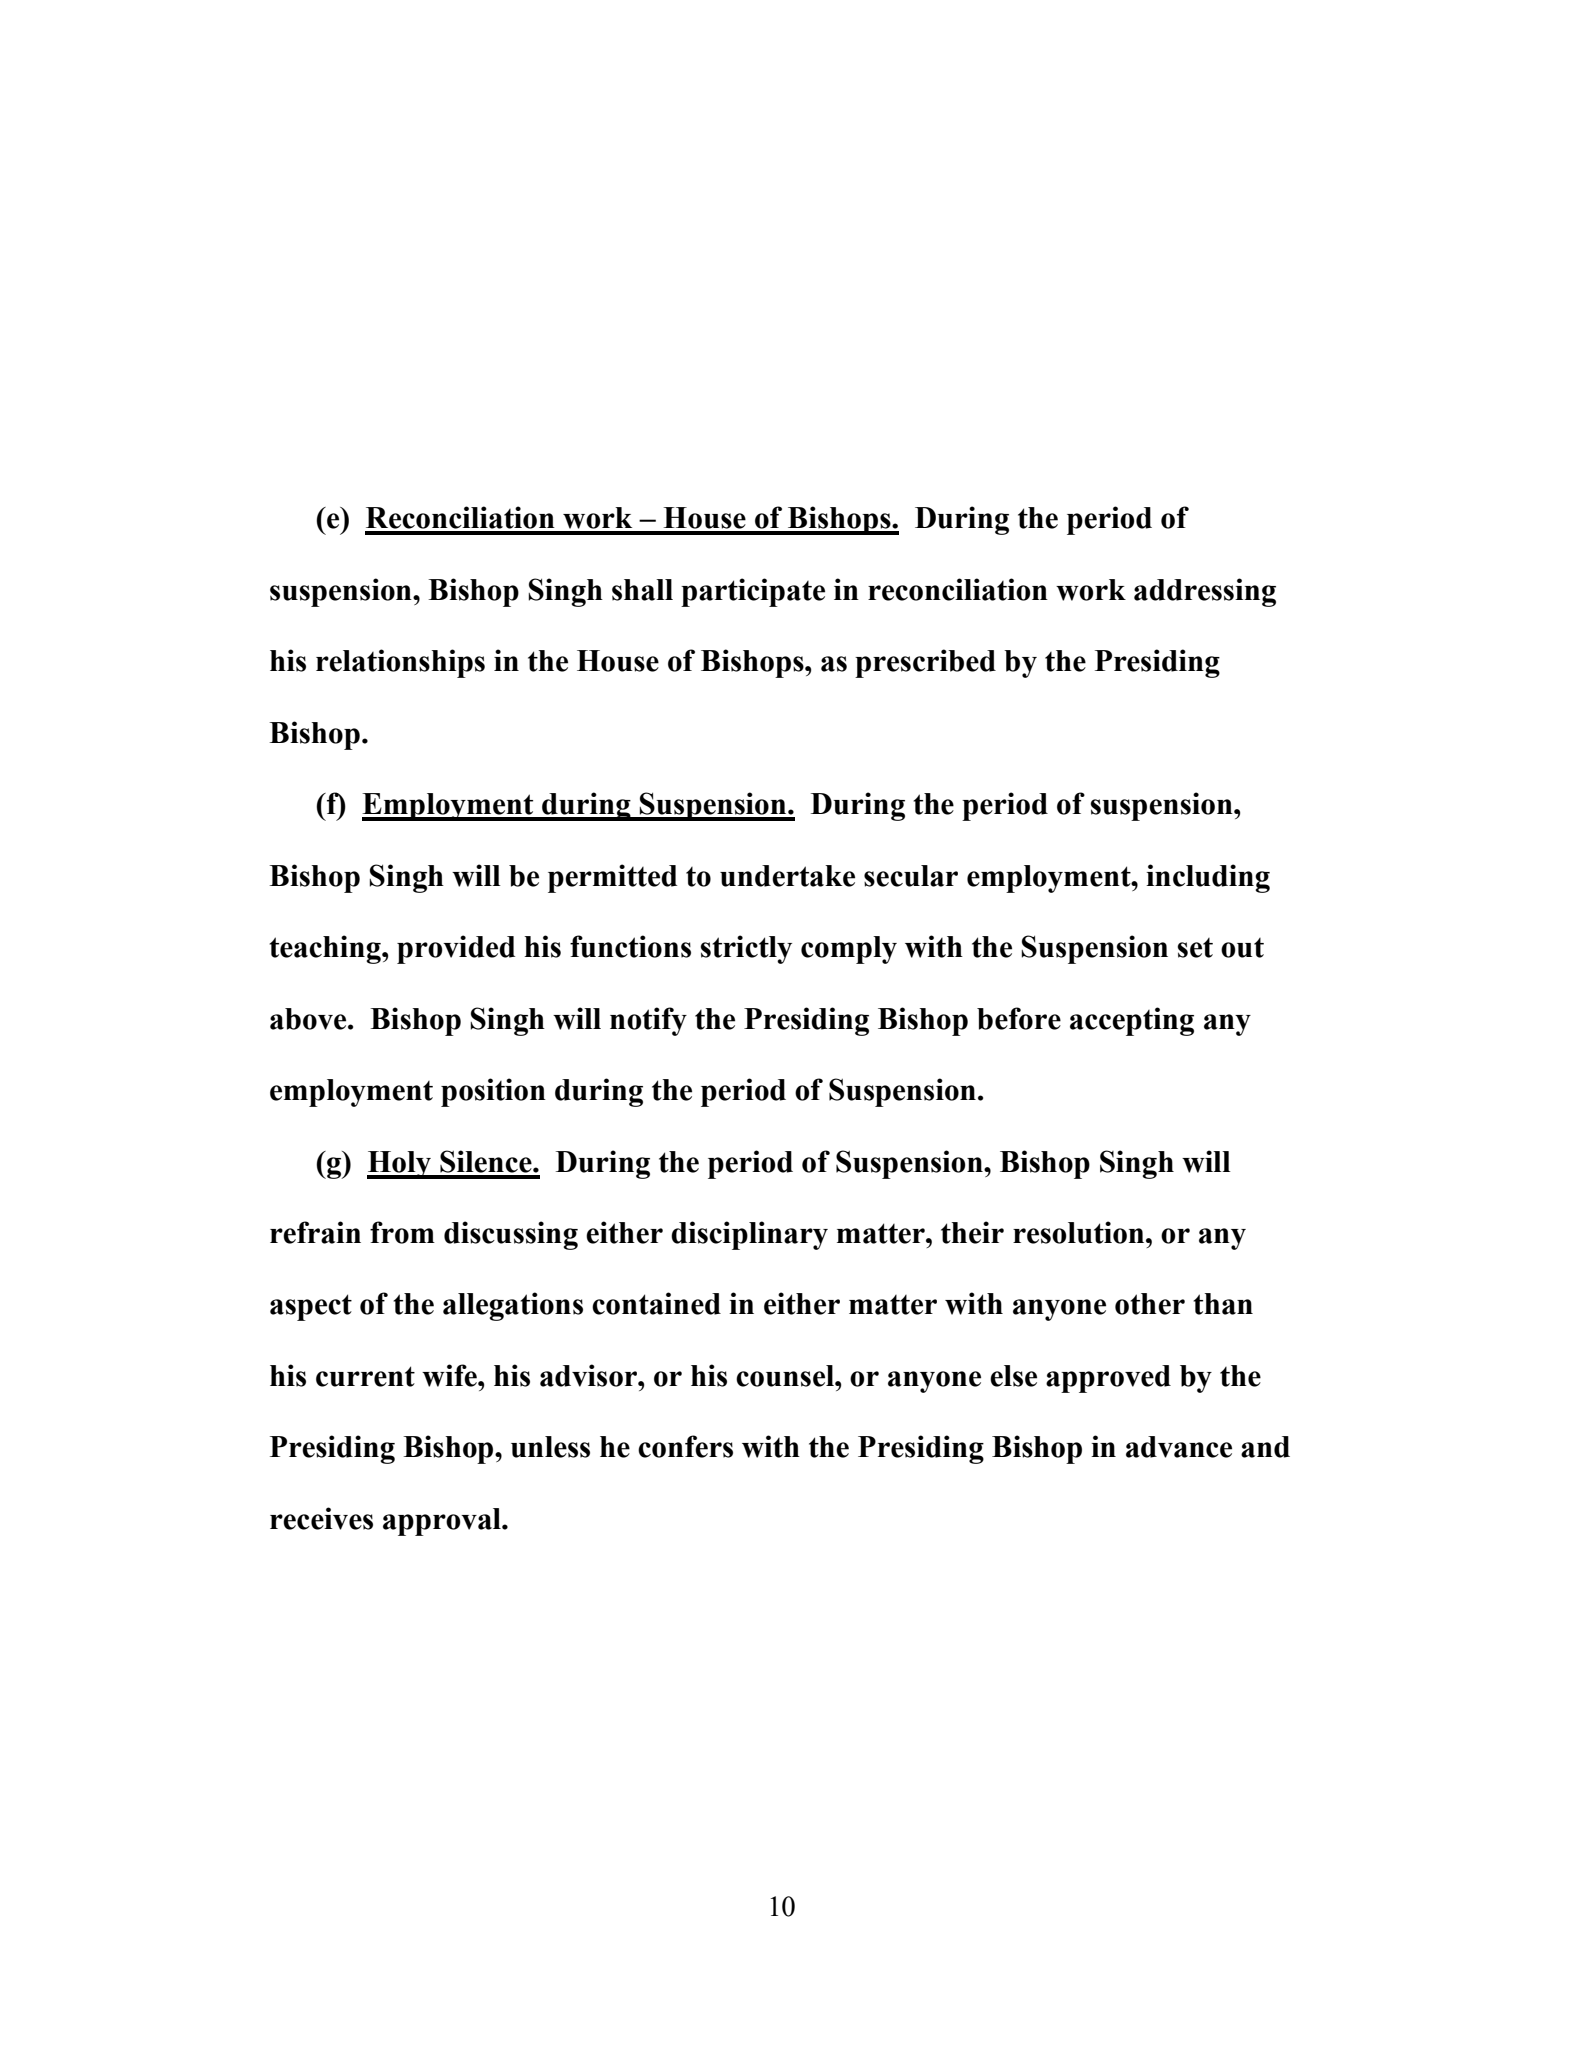 (e) Reconciliation work – House of Bishops. During the period of
suspension, Bishop Singh shall participate in reconciliation work addressing
his relationships in the House of Bishops, as prescribed by the Presiding
Bishop.
(f) Employment during Suspension. During the period of suspension,
Bishop Singh will be permitted to undertake secular employment, including
teaching, provided his functions strictly comply with the Suspension set out
above. Bishop Singh will notify the Presiding Bishop before accepting any
employment position during the period of Suspension.
(g) Holy Silence. During the period of Suspension, Bishop Singh will
refrain from discussing either disciplinary matter, their resolution, or any
aspect of the allegations contained in either matter with anyone other than
his current wife, his advisor, or his counsel, or anyone else approved by the
Presiding Bishop, unless he confers with the Presiding Bishop in advance and
receives approval.
10